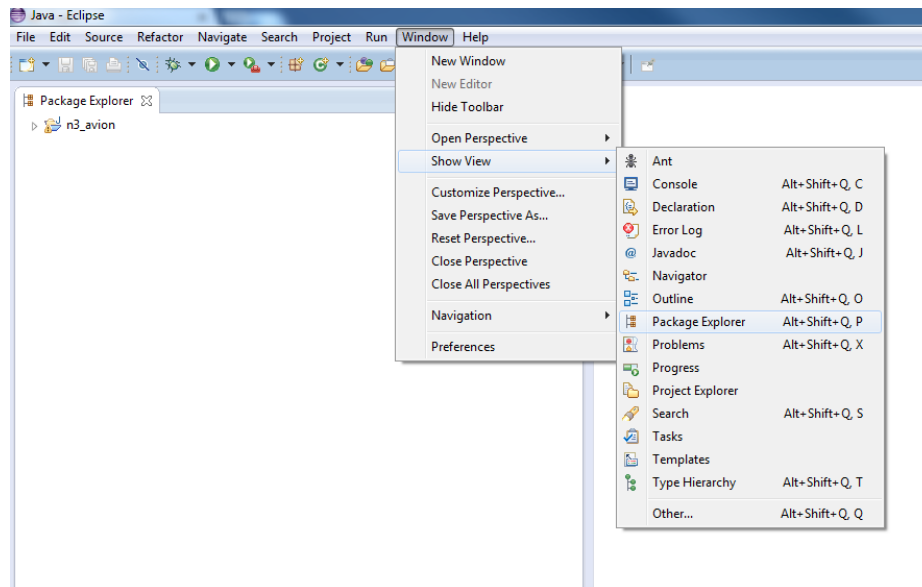 Java - Eclipse
File Edit Source Refactor Navigate Search Project Run Window Help
Package Explorer
n3_avion
New Window
New Editor
Hide Toolbar
Open Perspective
Show View
Customize Perspective...
Save Perspective As...
Reset Perspective...
Close Perspective
Close All Perspectives
Navigation
Preferences
Ant
Console Alt+Shift+Q, C
Declaration Alt+Shift+Q, D
Error Log Alt+Shift+Q, L
Javadoc Alt+Shift+Q, J
Navigator
Outline Alt+Shift+Q, O
Package Explorer Alt+Shift+Q, P
Problems Alt+Shift+Q, X
Progress
Project Explorer
Search Alt+Shift+Q, S
Tasks
Templates
Type Hierarchy Alt+Shift+Q, T
Other... Alt+Shift+Q, Q